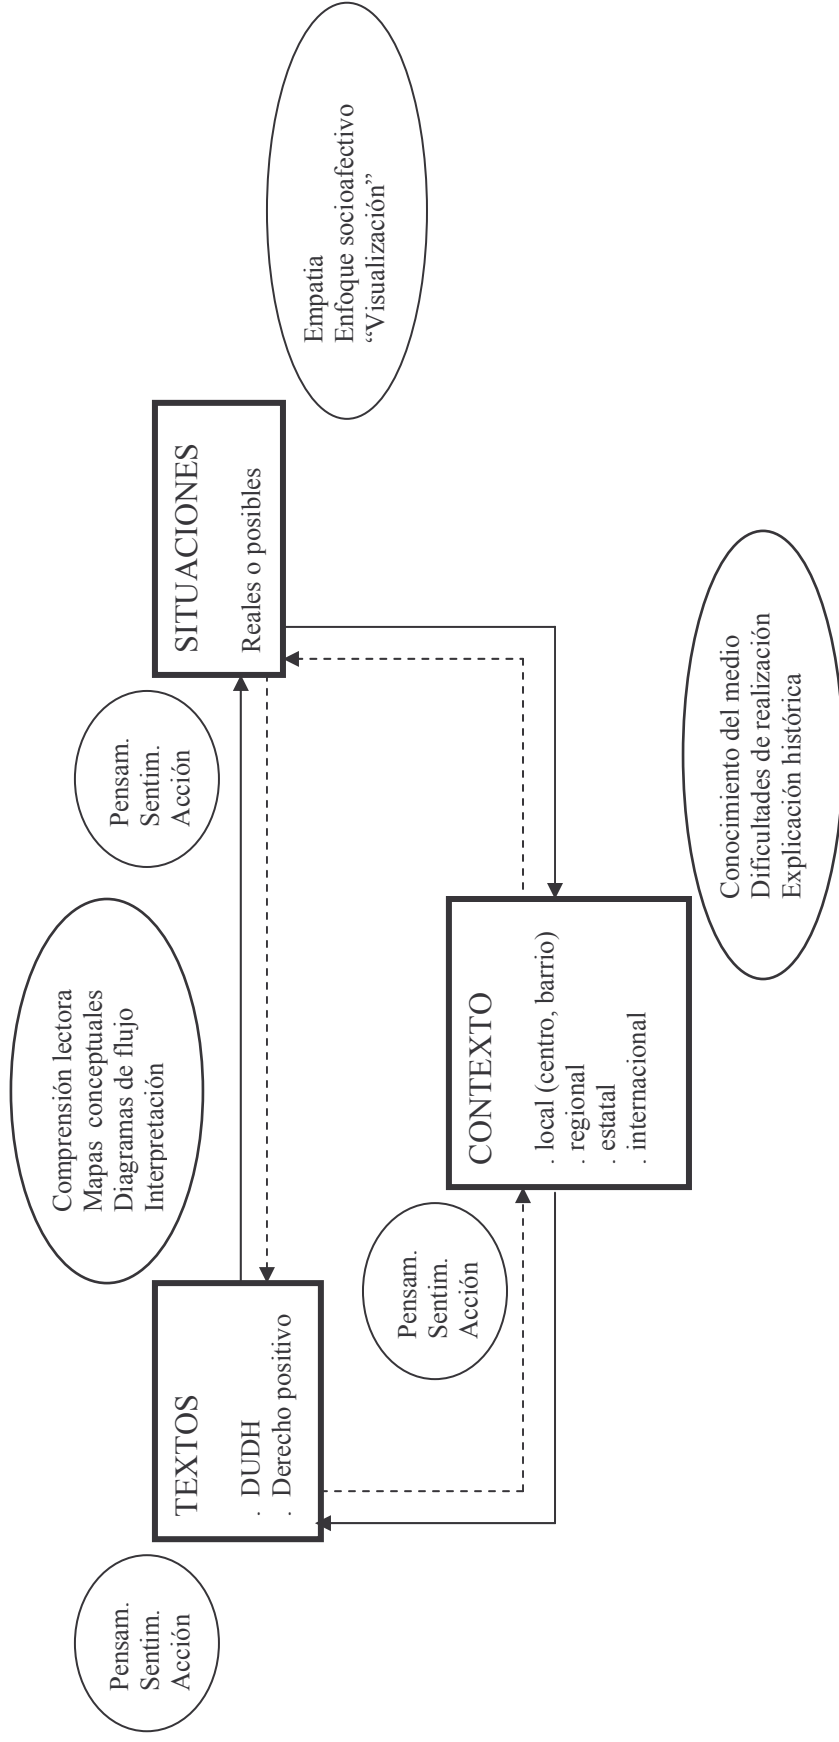 Comprensión lectora
Mapas conceptuales
Diagramas de flujo
Interpretación
Pensam.
Sentim.
Acción
TEXTOS
. DUDH
. Derecho positivo
Pensam.
Sentim.
Acción
SITUACIONES
Reales o posibles
Empatia
Enfoque socioafectivo
“Visualización”
Pensam.
Sentim.
Acción
CONTEXTO
. local (centro, barrio)
. regional
. estatal
. internacional
Conocimiento del medio
Dificultades de realización
Explicación histórica